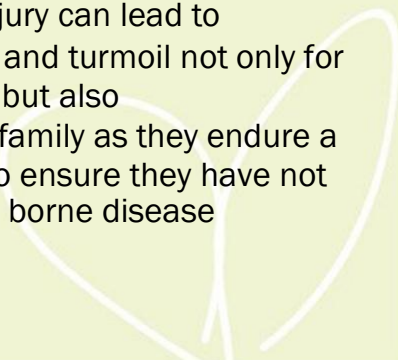 jury can lead to
and turmoil not only for
but also
family as they endure a
o ensure they have not
borne disease